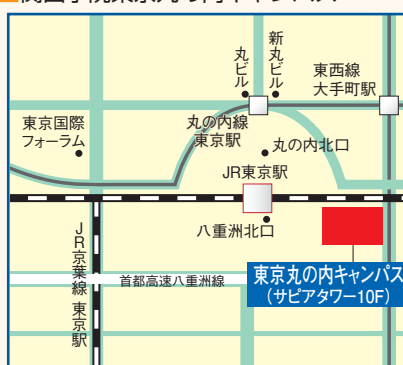 新丸ビル
丸ビル
東西線
大手町駅
東京国際
フォーラム
丸の内線
東京駅
丸の内北口
JR東京駅
八重洲北口
JR京葉線 東京駅
首都高速八重洲線
東京丸の内キャンパス
(サピアタワー10F)